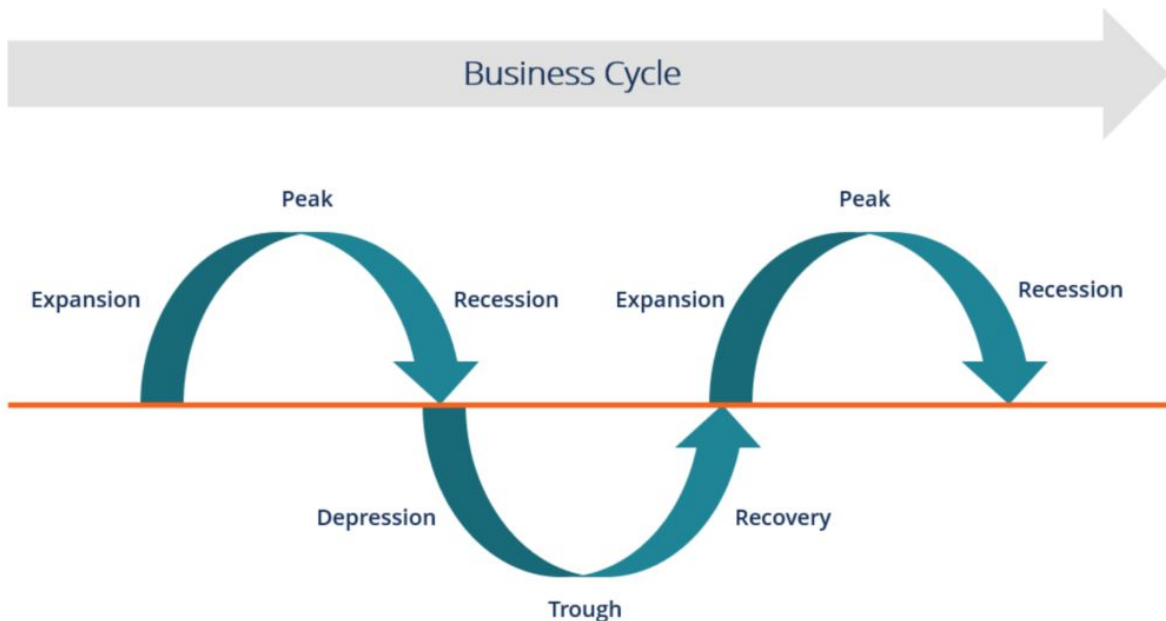 Business Cycle
Peak
Peak
Expansion
Recession
Expansion
Recession
Depression
Recovery
Trough